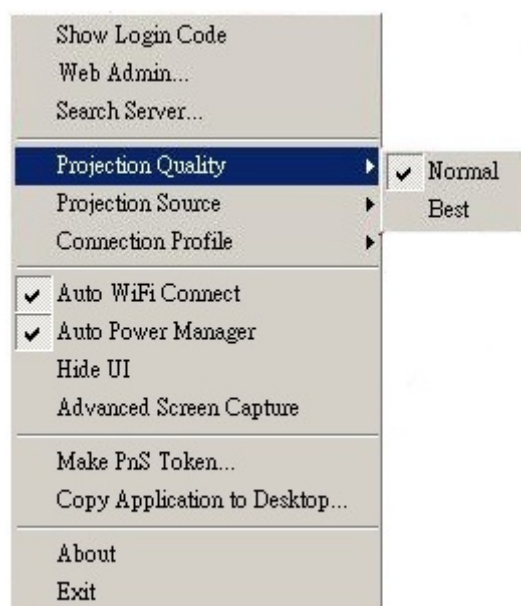 Show Login Code
Web Admin...
Search Server...
Projection Quality
Normal
Best
Projection Source
Connection Profile
Auto WiFi Connect
Auto Power Manager
Hide UI
Advanced Screen Capture
Make PnS Token...
Copy Application to Desktop...
About
Exit